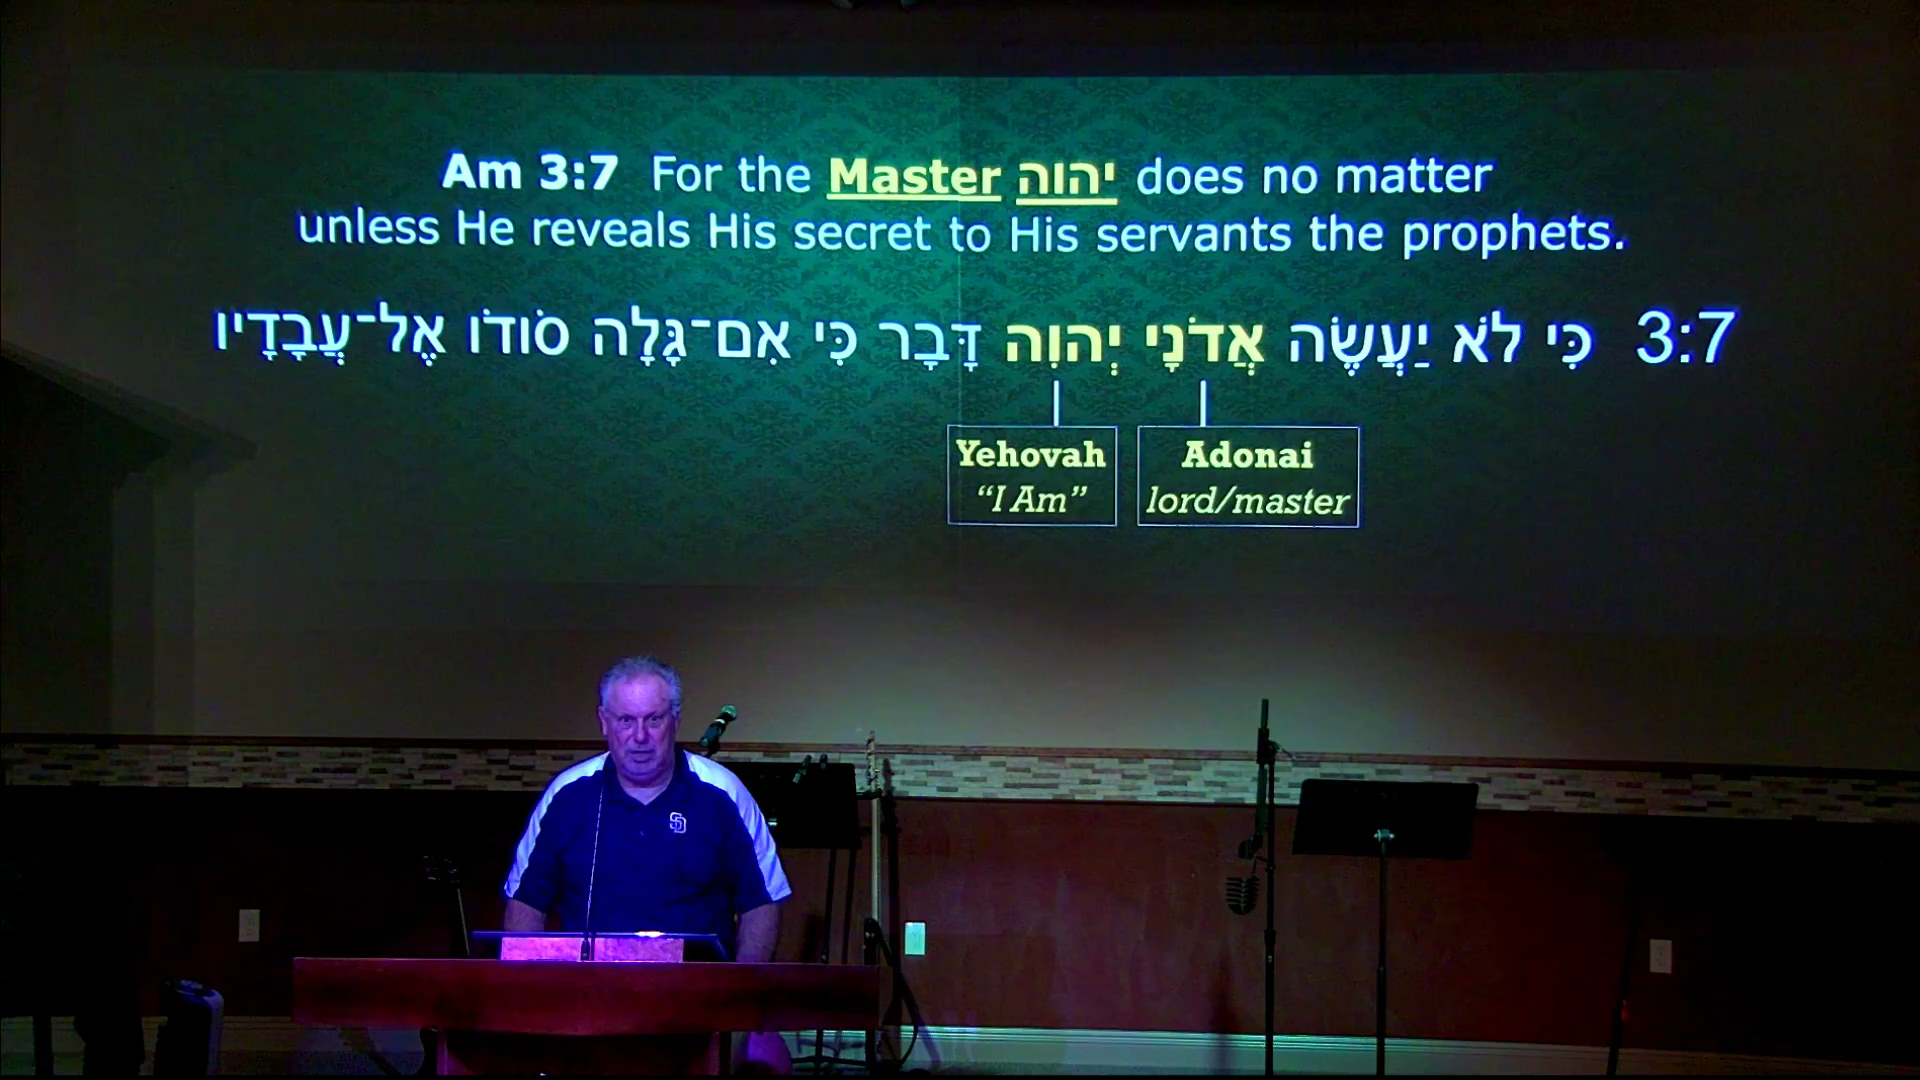 Am 3:7 For the Master יהוה does no matter
unless He reveals His secret to His servants the prophets.
3:7 כִּי לֹא יַעֲשֶׂה אֲדֹנָי יְהוִה דָּבָר כִּי אִם־גָּלָה סוֹדוֹ אֶל־עֲבָדָיו
Yehovah
“I Am”
Adonai
lord/master
SD